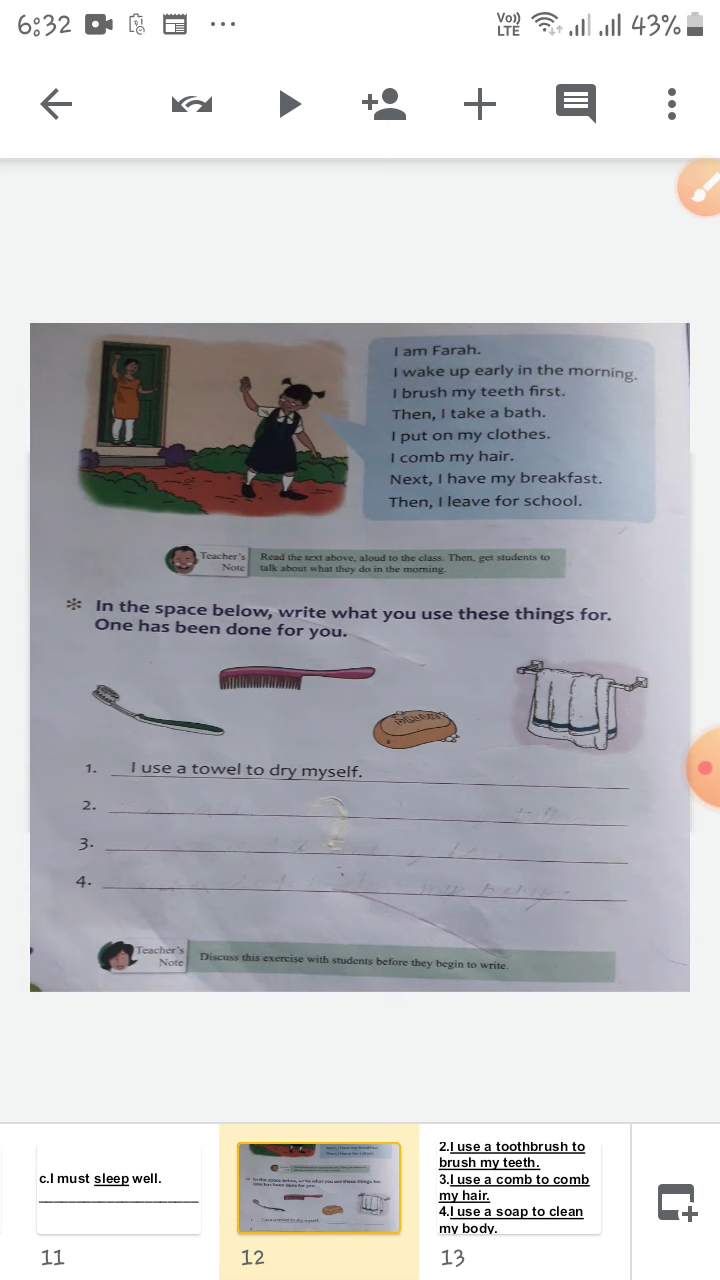 6:32
Vo))
LTE
43%
I am Farah.
I wake up early in the morning.
I brush my teeth first.
Then, I take a bath.
I put on my clothes.
I comb my hair.
Next, I have my breakfast.
Then, I leave for school.
Teacher's
Note
Read the text above, aloud to the class. Then, get students to
talk about what they do in the morning.
* In the space below, write what you use these things for.
One has been done for you.
1. I use a towel to dry myself.
2.
3.
4.
Teacher's
Note
Discuss this exercise with students before they begin to write.
c.I must sleep well.
2.I use a toothbrush to
brush my teeth.
3.I use a comb to comb
my hair.
4.I use a soap to clean
my body.
11
12
13